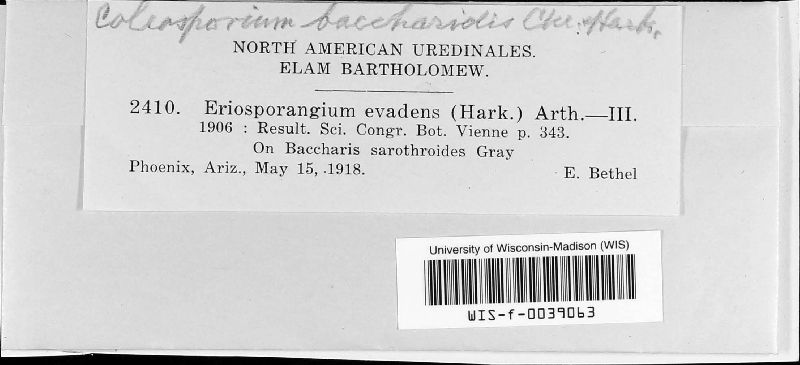 Coleosporium baccharidis Cke. & Hark.
NORTH AMERICAN UREDINALES.
ELAM BARTHOLOMEW.
2410. Eriosporangium evadens (Hark.) Arth.—III.
1906 : Result. Sci. Congr. Bot. Vienne p. 343.
On Baccharis sarothroides Gray
Phoenix, Ariz., May 15, .1918. E. Bethel
University of Wisconsin-Madison (WIS)
WIS-f-0039063